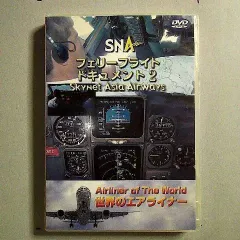 DVD
SNA
フェリーフライト
ドキュメント2
Skynet Asia Airways
Airliner of The World
世界のエアライナー